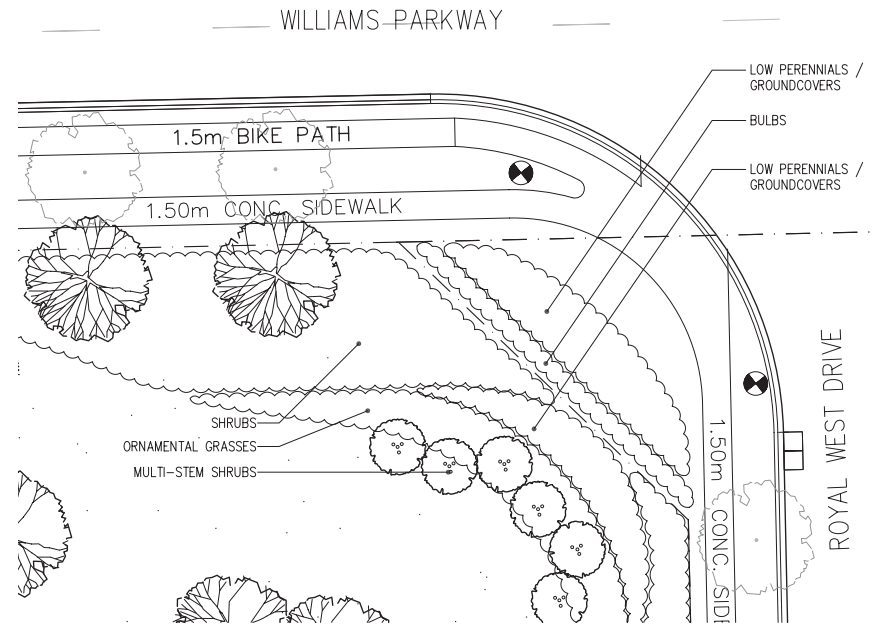 WILLIAMS PARKWAY
LOW PERENNIALS /
GROUNDCOVERS
BULBS
1.5m BIKE PATH
LOW PERENNIALS /
GROUNDCOVERS
1.50m CONC. SIDEWALK
ROYAL WEST DRIVE
SHRUBS
ORNAMENTAL GRASSES
MULTI-STEM SHRUBS
1.50m CONC. SIDE